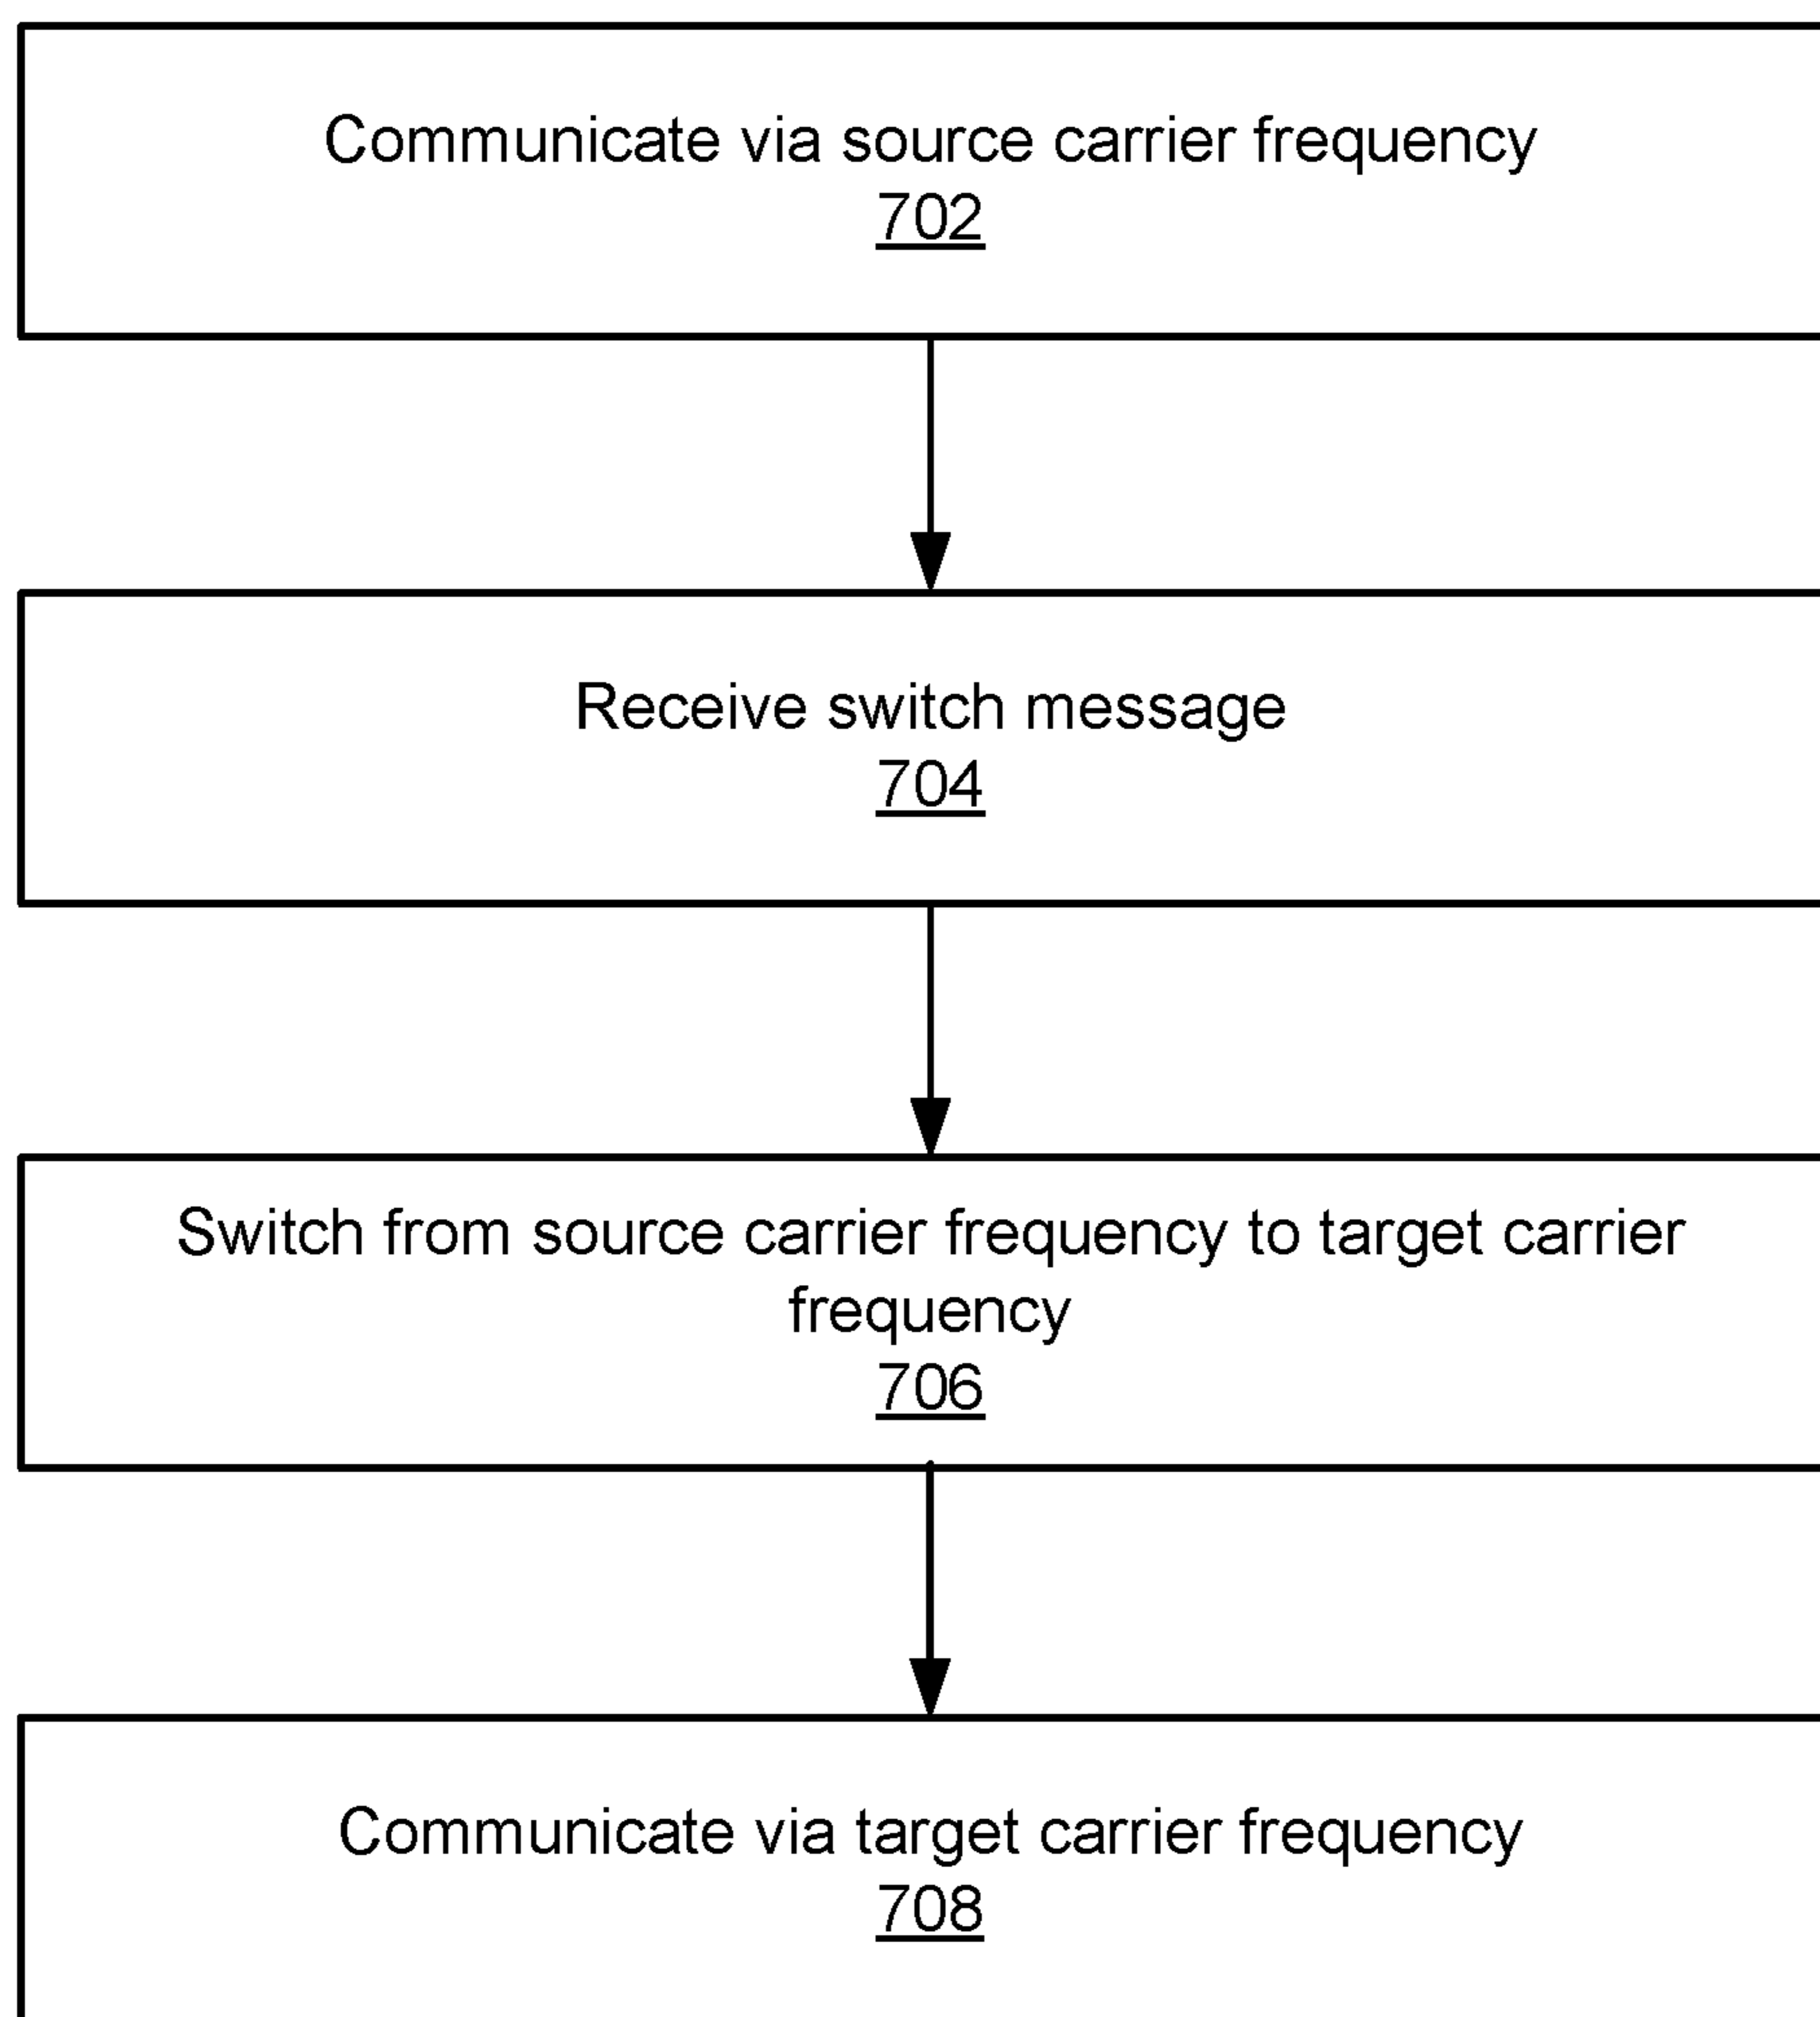 Communicate via source carrier frequency
702
Receive switch message
704
Switch from source carrier frequency to target carrier
frequency
706
Communicate via target carrier frequency
708